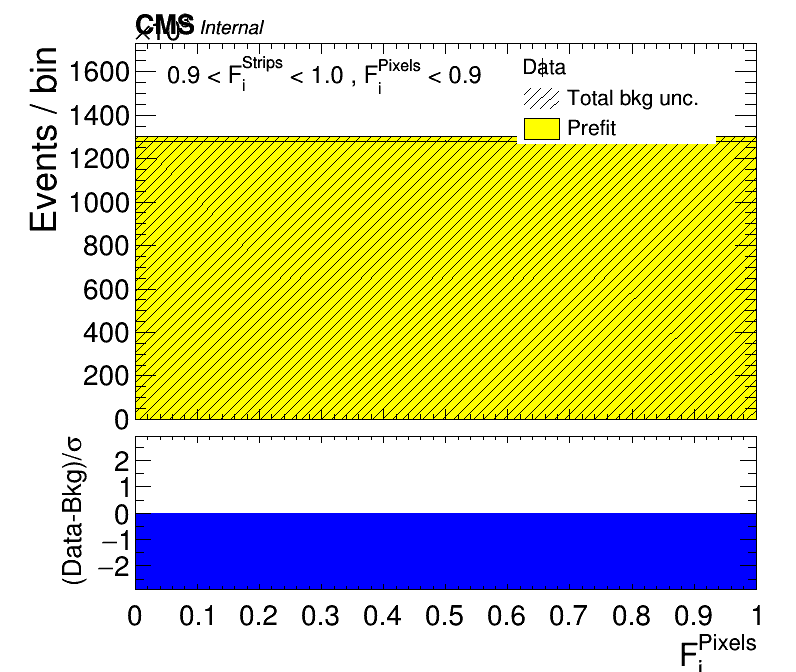 CMS Internal
×10
Events / bin
1600
1400
1200
1000
800
600
400
200
0
0.9 < F_i^Strips < 1.0 , F_i^Pixels < 0.9
Data
Total bkg unc.
Prefit
(Data-Bkg)/σ
2
1
0
−1
−2
0 0.1 0.2 0.3 0.4 0.5 0.6 0.7 0.8 0.9 1
F_i^Pixels